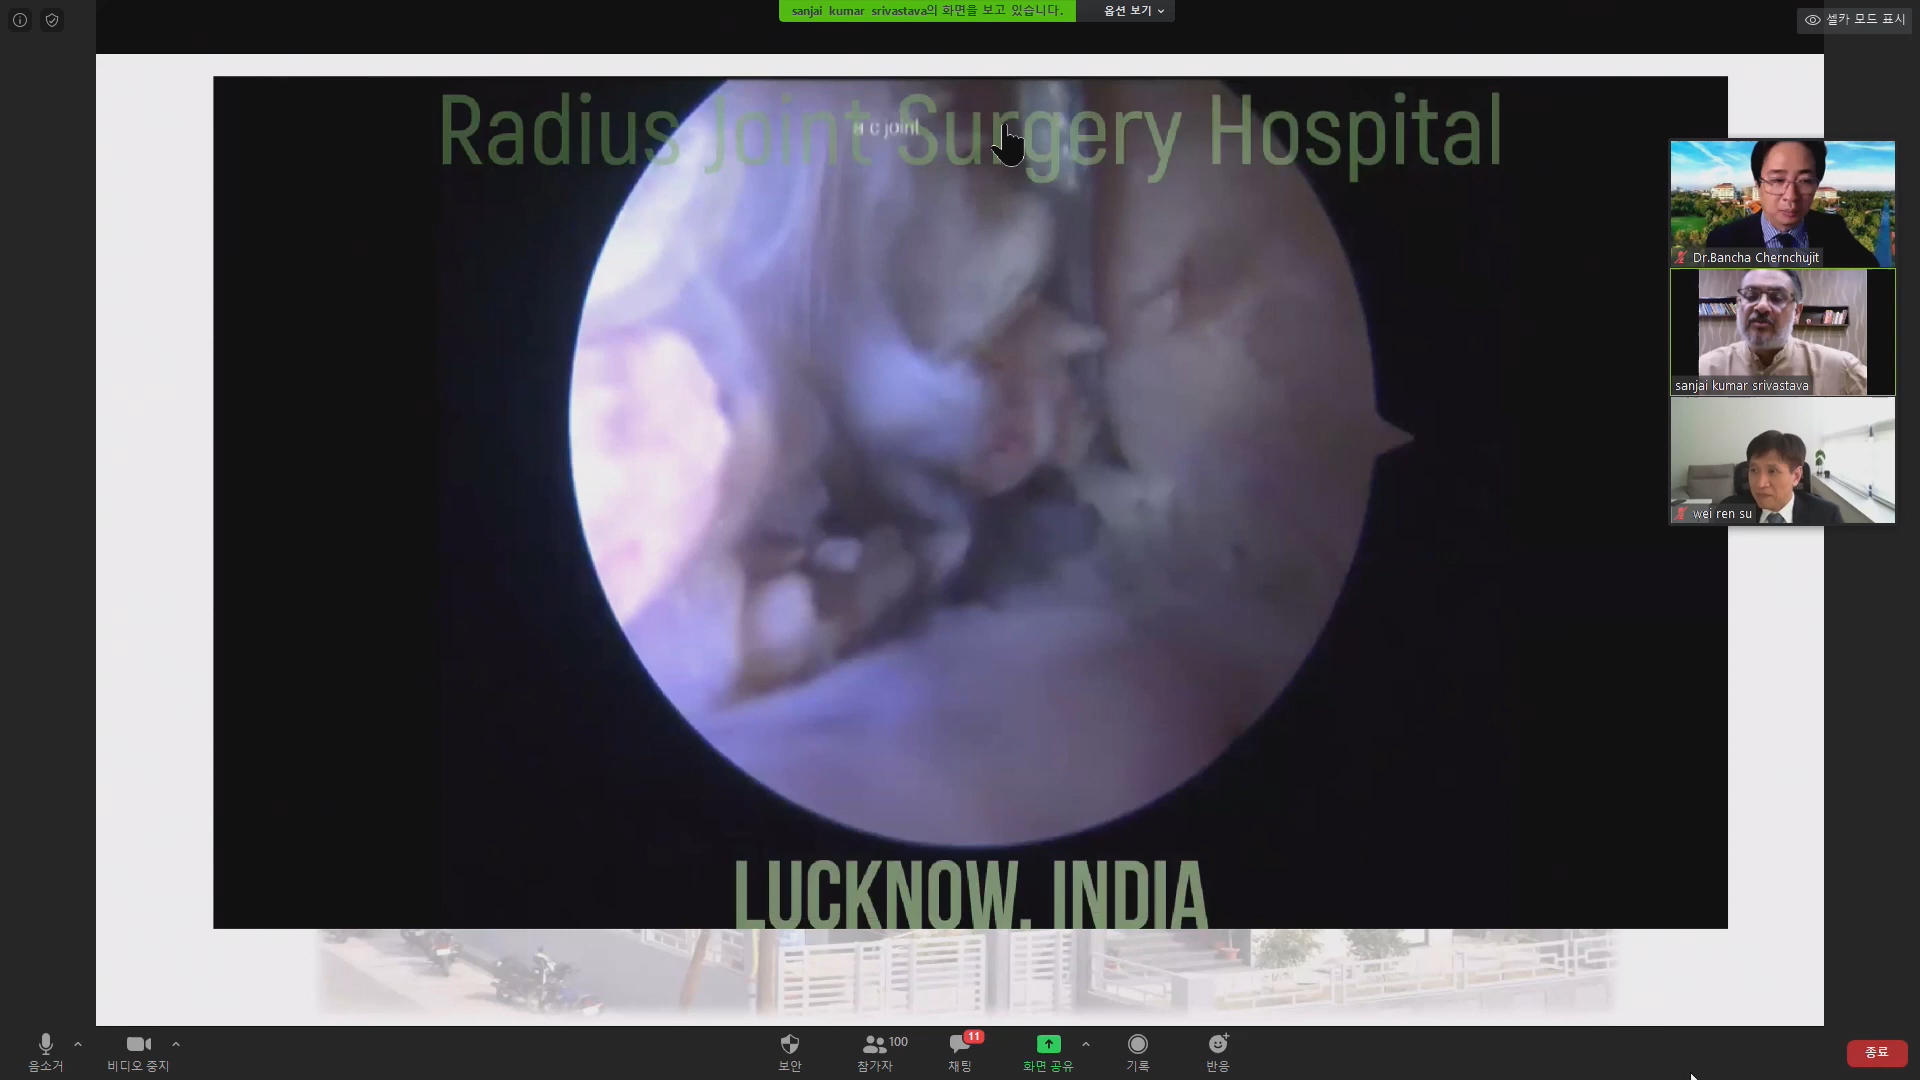 sanjai kumar srivastava의 화면을 보고 있습니다.
옵션 보기
셀카 모드 표시
Radius Joint Surgery Hospital
a c joint
Dr.Bancha Chernchujit
sanjai kumar srivastava
wei ren su
LUCKNOW, INDIA
음소거
비디오 중지
보안
100
참가자
11
채팅
화면 공유
기록
반응
종료